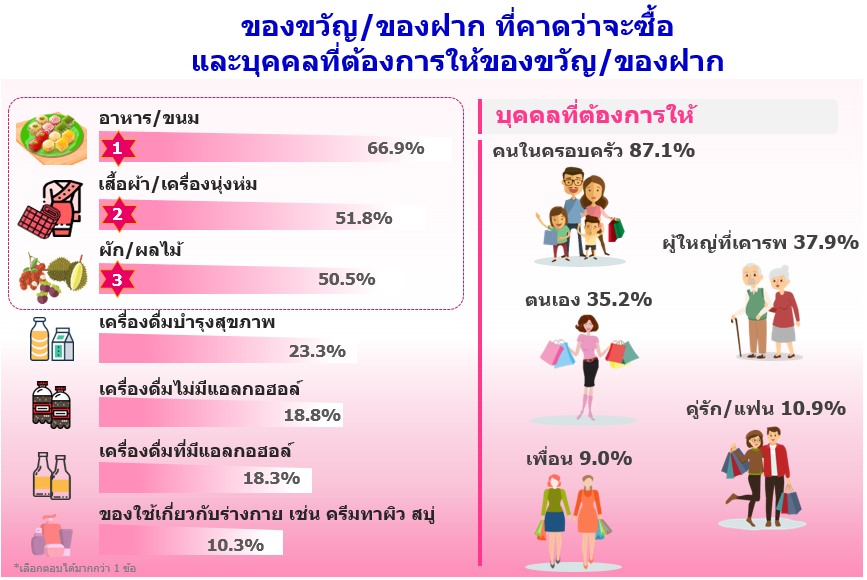 ของขวัญ/ของฝาก ที่คาดว่าจะซื้อ
และบุคคลที่ต้องการให้ของขวัญ/ของฝาก
อาหาร/ขนม
1
66.9%
เสื้อผ้า/เครื่องนุ่งห่ม
2
51.8%
ผัก/ผลไม้
3
50.5%
เครื่องดื่มบำรุงสุขภาพ
23.3%
เครื่องดื่มไม่มีแอลกอฮอล์
18.8%
เครื่องดื่มที่มีแอลกอฮอล์
18.3%
ของใช้เกี่ยวกับร่างกาย เช่น ครีมทาผิว สบู่
10.3%
*เลือกตอบได้มากกว่า 1 ข้อ
บุคคลที่ต้องการให้
คนในครอบครัว 87.1%
ผู้ใหญ่ที่เคารพ 37.9%
ตนเอง 35.2%
คู่รัก/แฟน 10.9%
เพื่อน 9.0%